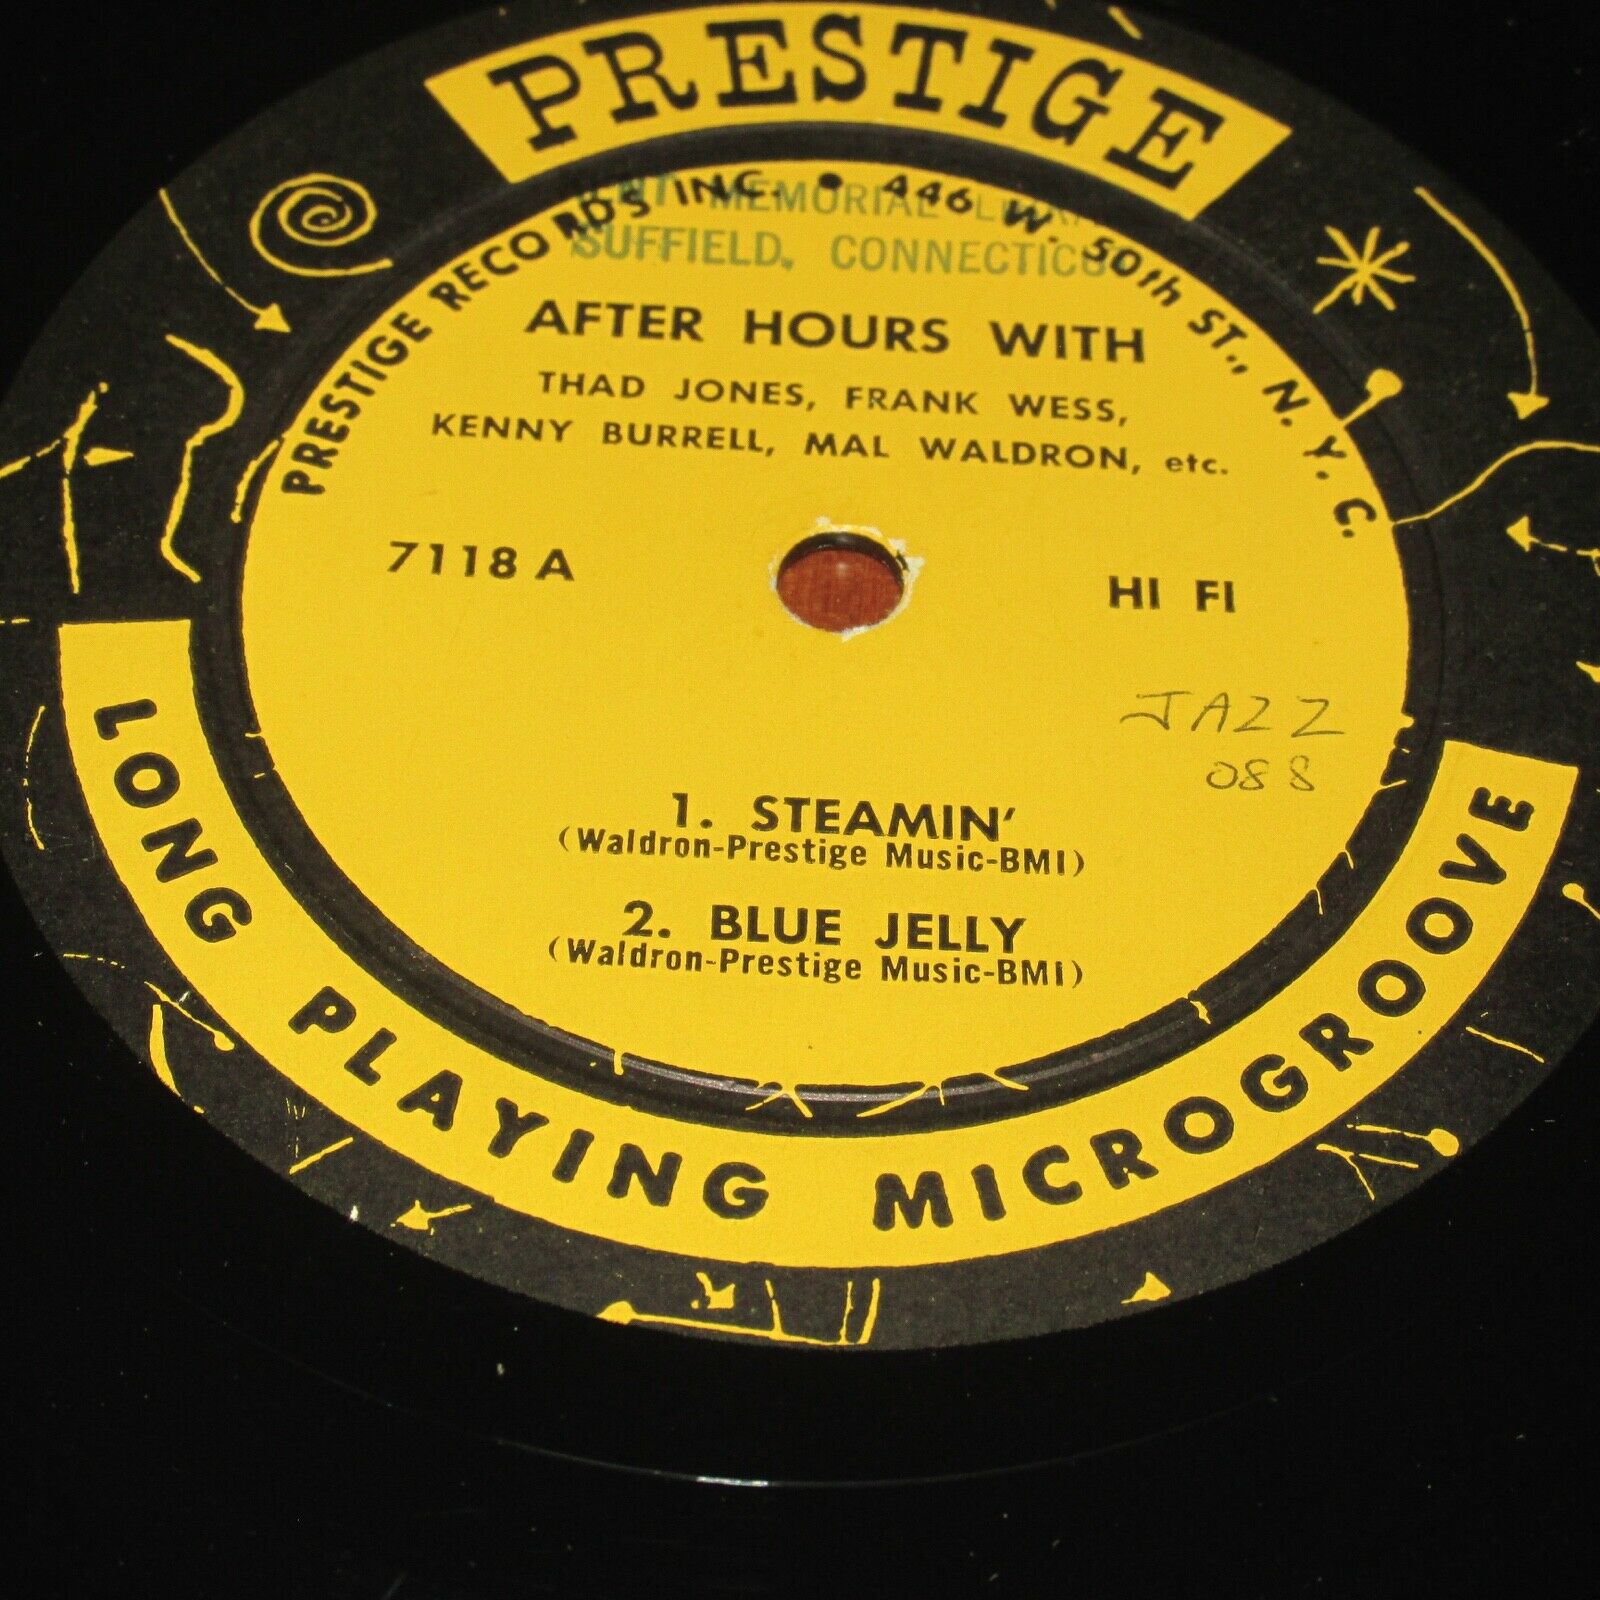 PRESTIGE
PRESTIGE RECORDS INC. • 446 W. 50th ST., N. Y. C.
MEMORIAL
SUFFIELD, CONNECTICU
AFTER HOURS WITH
THAD JONES, FRANK WESS,
KENNY BURRELL, MAL WALDRON, etc.
7118 A
HI FI
JAZZ
088
1. STEAMIN'
(Waldron-Prestige Music-BMI)
2. BLUE JELLY
(Waldron-Prestige Music-BMI)
LONG PLAYING MICROGROOVE